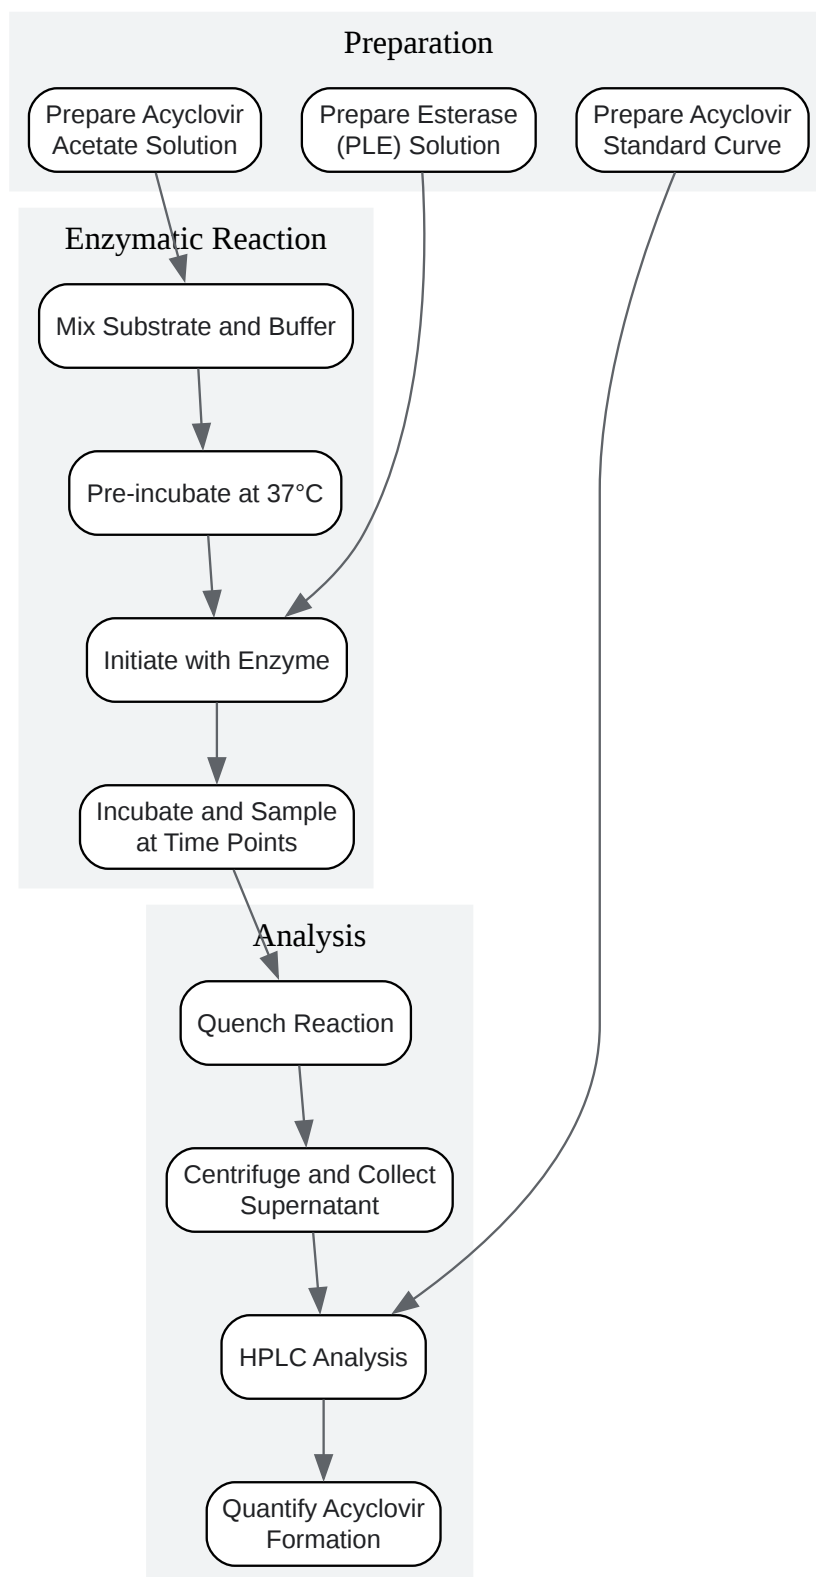 Preparation
Prepare Acyclovir
Acetate Solution
Prepare Esterase
(PLE) Solution
Prepare Acyclovir
Standard Curve
Enzymatic Reaction
Mix Substrate and Buffer
Pre-incubate at 37°C
Initiate with Enzyme
Incubate and Sample
at Time Points
Analysis
Quench Reaction
Centrifuge and Collect
Supernatant
HPLC Analysis
Quantify Acyclovir
Formation